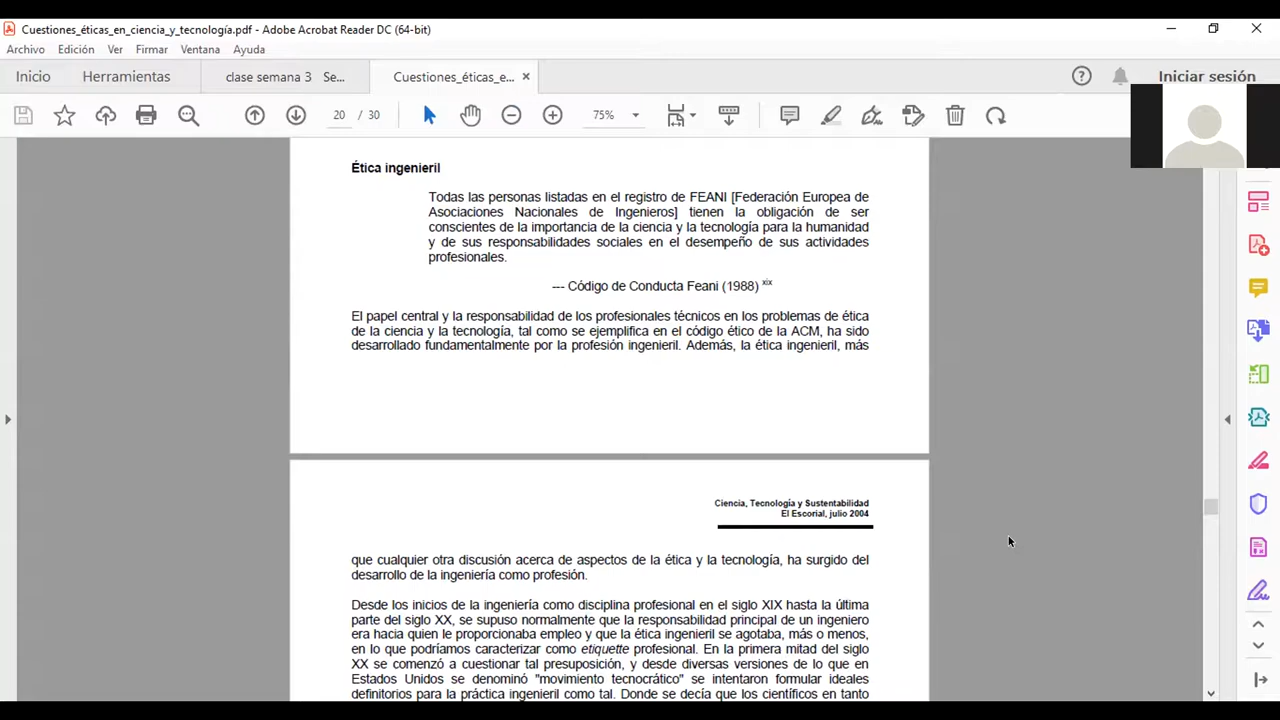 Cuestiones_éticas_en_ciencia_y_tecnología.pdf - Adobe Acrobat Reader DC (64-bit)
Archivo Edición Ver Firmar Ventana Ayuda
Inicio Herramientas clase semana 3 Se... Cuestiones_éticas_e... Iniciar sesión
20 / 30 75%
Ética ingenieril
Todas las personas listadas en el registro de FEANI [Federación Europea de
Asociaciones Nacionales de Ingenieros] tienen la obligación de ser
conscientes de la importancia de la ciencia y la tecnología para la humanidad
y de sus responsabilidades sociales en el desempeño de sus actividades
profesionales.
--- Código de Conducta Feani (1988) xix
El papel central y la responsabilidad de los profesionales técnicos en los problemas de ética
de la ciencia y la tecnología, tal como se ejemplifica en el código ético de la ACM, ha sido
desarrollado fundamentalmente por la profesión ingenieril. Además, la ética ingenieril, más
Ciencia, Tecnología y Sustentabilidad
El Escorial, julio 2004
que cualquier otra discusión acerca de aspectos de la ética y la tecnología, ha surgido del
desarrollo de la ingeniería como profesión.
Desde los inicios de la ingeniería como disciplina profesional en el siglo XIX hasta la última
parte del siglo XX, se supuso normalmente que la responsabilidad principal de un ingeniero
era hacia quien le proporcionaba empleo y que la ética ingenieril se agotaba, más o menos,
en lo que podríamos caracterizar como etiquette profesional. En la primera mitad del siglo
XX se comenzó a cuestionar tal presuposición, y desde diversas versiones de lo que en
Estados Unidos se denominó "movimiento tecnocrático" se intentaron formular ideales
definitorios para la práctica ingenieril como tal. Donde se decía que los científicos en tanto